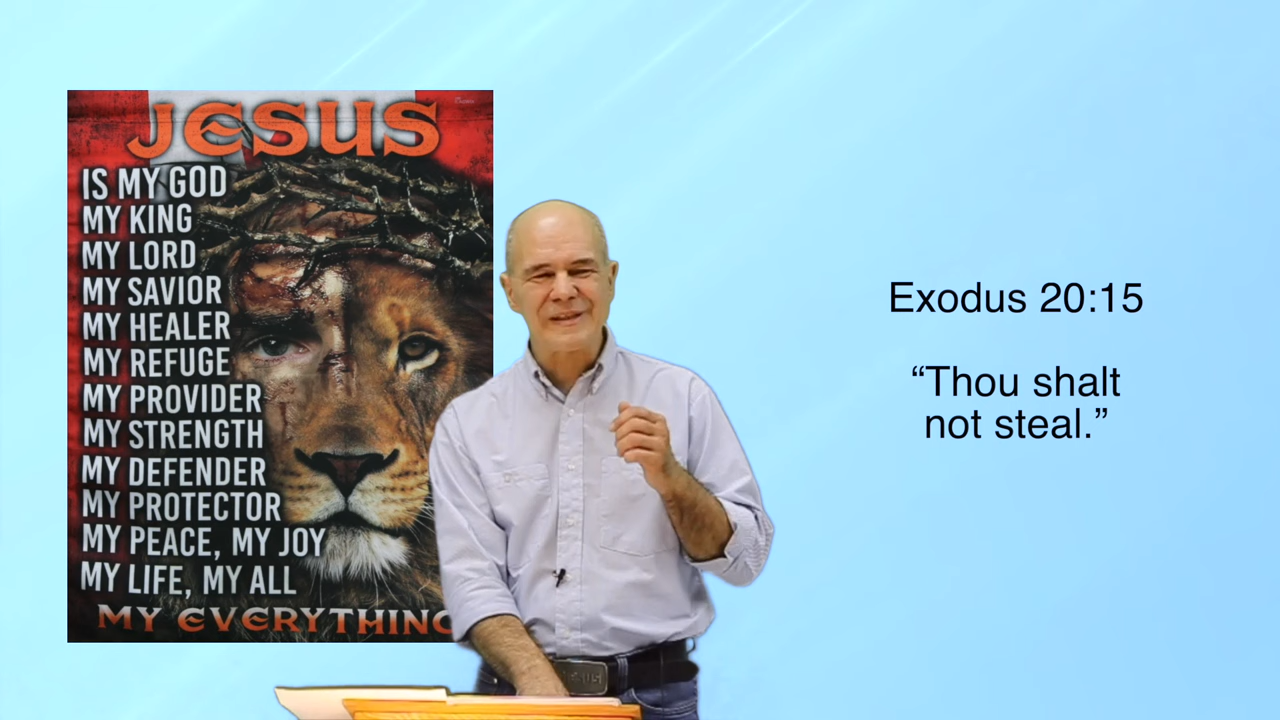 JESUS
IS MY GOD
MY KING
MY LORD
MY SAVIOR
MY HEALER
MY REFUGE
MY PROVIDER
MY STRENGTH
MY DEFENDER
MY PROTECTOR
MY PEACE, MY JOY
MY LIFE, MY ALL
MY EVERYTHING
Exodus 20:15
“Thou shalt
not steal.”